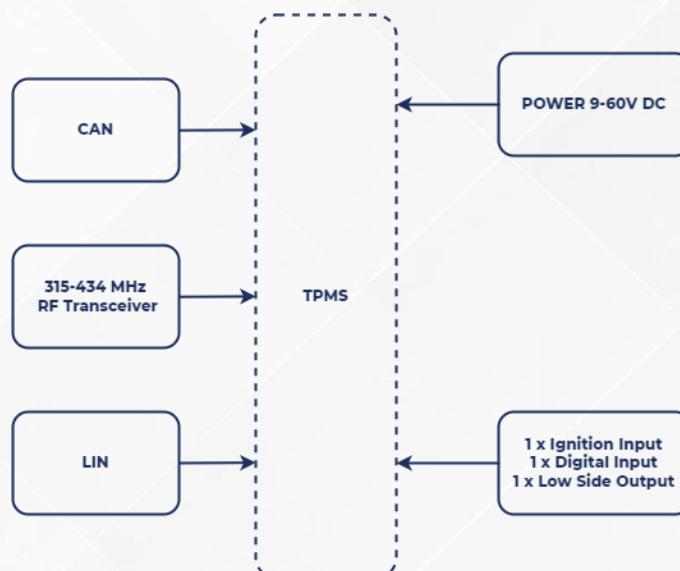 CAN
POWER 9-60V DC
315-434 MHz
RF Transceiver
TPMS
LIN
1 x Ignition Input
1 x Digital Input
1 x Low Side Output